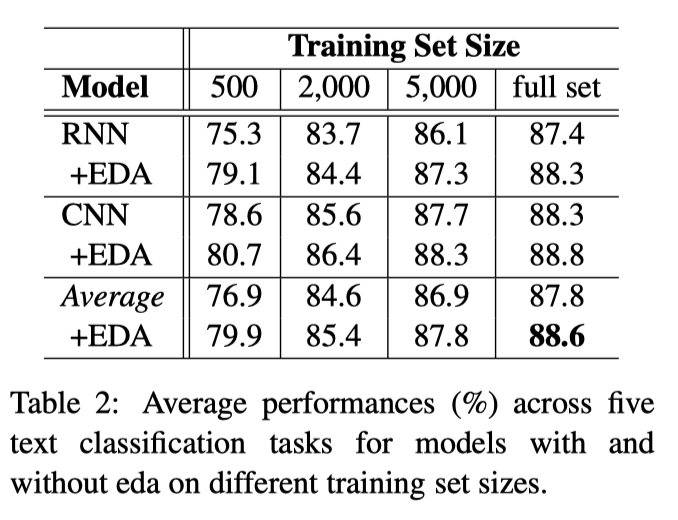 Training Set Size
Model 500 2,000 5,000 full set
RNN 75.3 83.7 86.1 87.4
+EDA 79.1 84.4 87.3 88.3
CNN 78.6 85.6 87.7 88.3
+EDA 80.7 86.4 88.3 88.8
Average 76.9 84.6 86.9 87.8
+EDA 79.9 85.4 87.8 88.6
Table 2: Average performances (%) across five
text classification tasks for models with and
without eda on different training set sizes.